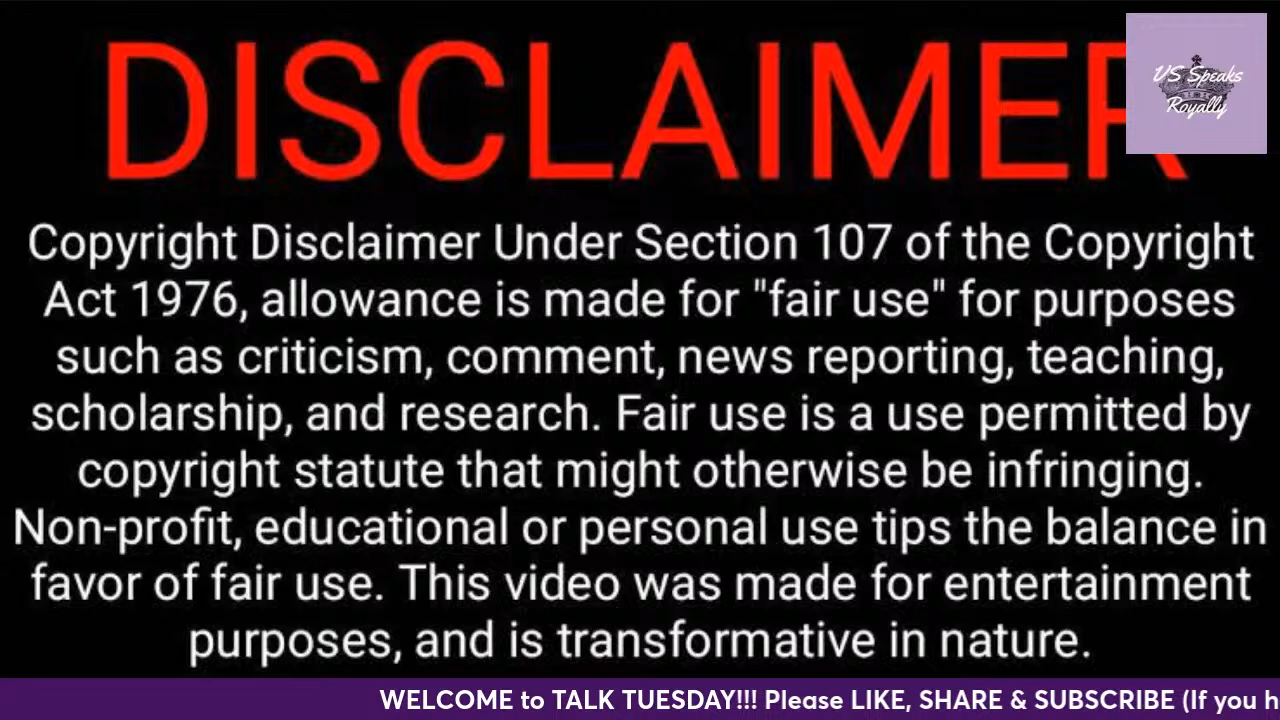 DISCLAIMER
VS Speaks
Royally
Copyright Disclaimer Under Section 107 of the Copyright
Act 1976, allowance is made for "fair use" for purposes
such as criticism, comment, news reporting, teaching,
scholarship, and research. Fair use is a use permitted by
copyright statute that might otherwise be infringing.
Non-profit, educational or personal use tips the balance in
favor of fair use. This video was made for entertainment
purposes, and is transformative in nature.
WELCOME to TALK TUESDAY!!! Please LIKE, SHARE & SUBSCRIBE (If you h